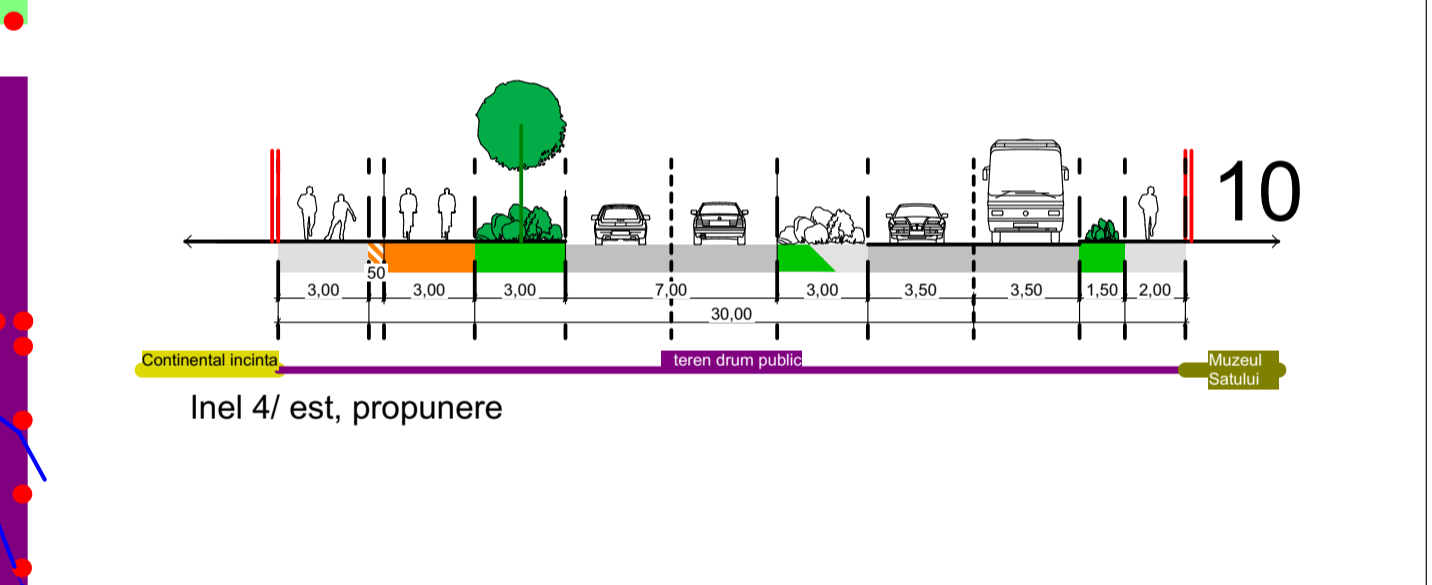 10
50
3,00 3,00 3,00 7,00 3,00 3,50 3,50 1,50 2,00
30,00
Continental incinta teren drum public Muzeul
Satului
Inel 4/ est, propunere